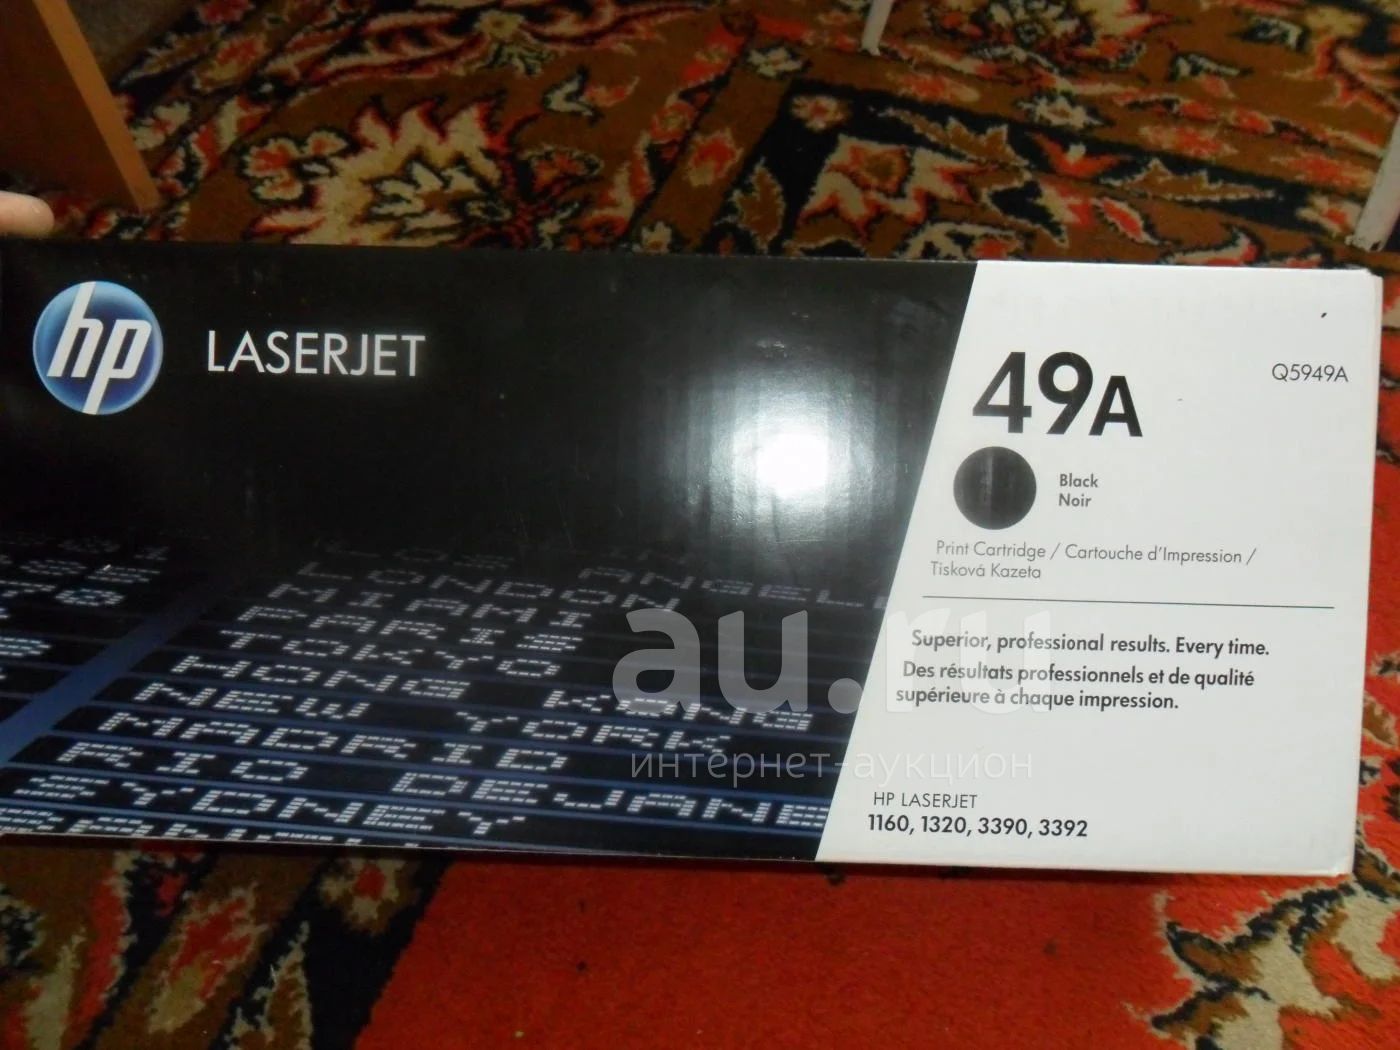 hp
LASERJET
49A
Q5949A
Black
Noir
Print Cartridge / Cartouche d'Impression /
Tisková Kazeta
Superior, professional results. Every time.
Des résultats professionnels et de qualité
supérieure à chaque impression.
HP LASERJET
1160, 1320, 3390, 3392
LOS ANGELE
LONDON
MIAMI
PARIS
TOKYO
HONG KONG
NEW YORK
MADRID
RIO DEJANE
SYDNEY
au.ru
интернет-аукцион